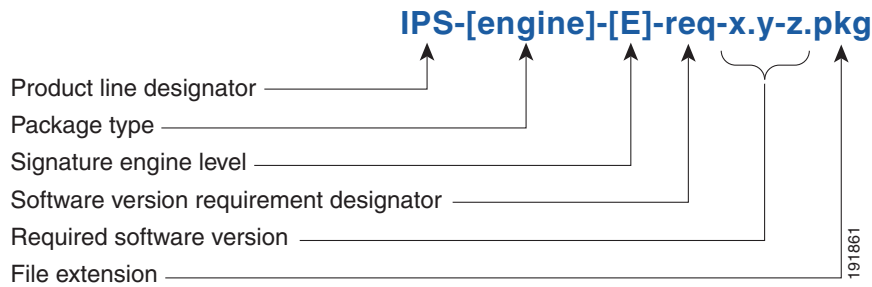 IPS-[engine]-[E]-req-x.y-z.pkg
Product line designator
Package type
Signature engine level
Software version requirement designator
Required software version
File extension
191861